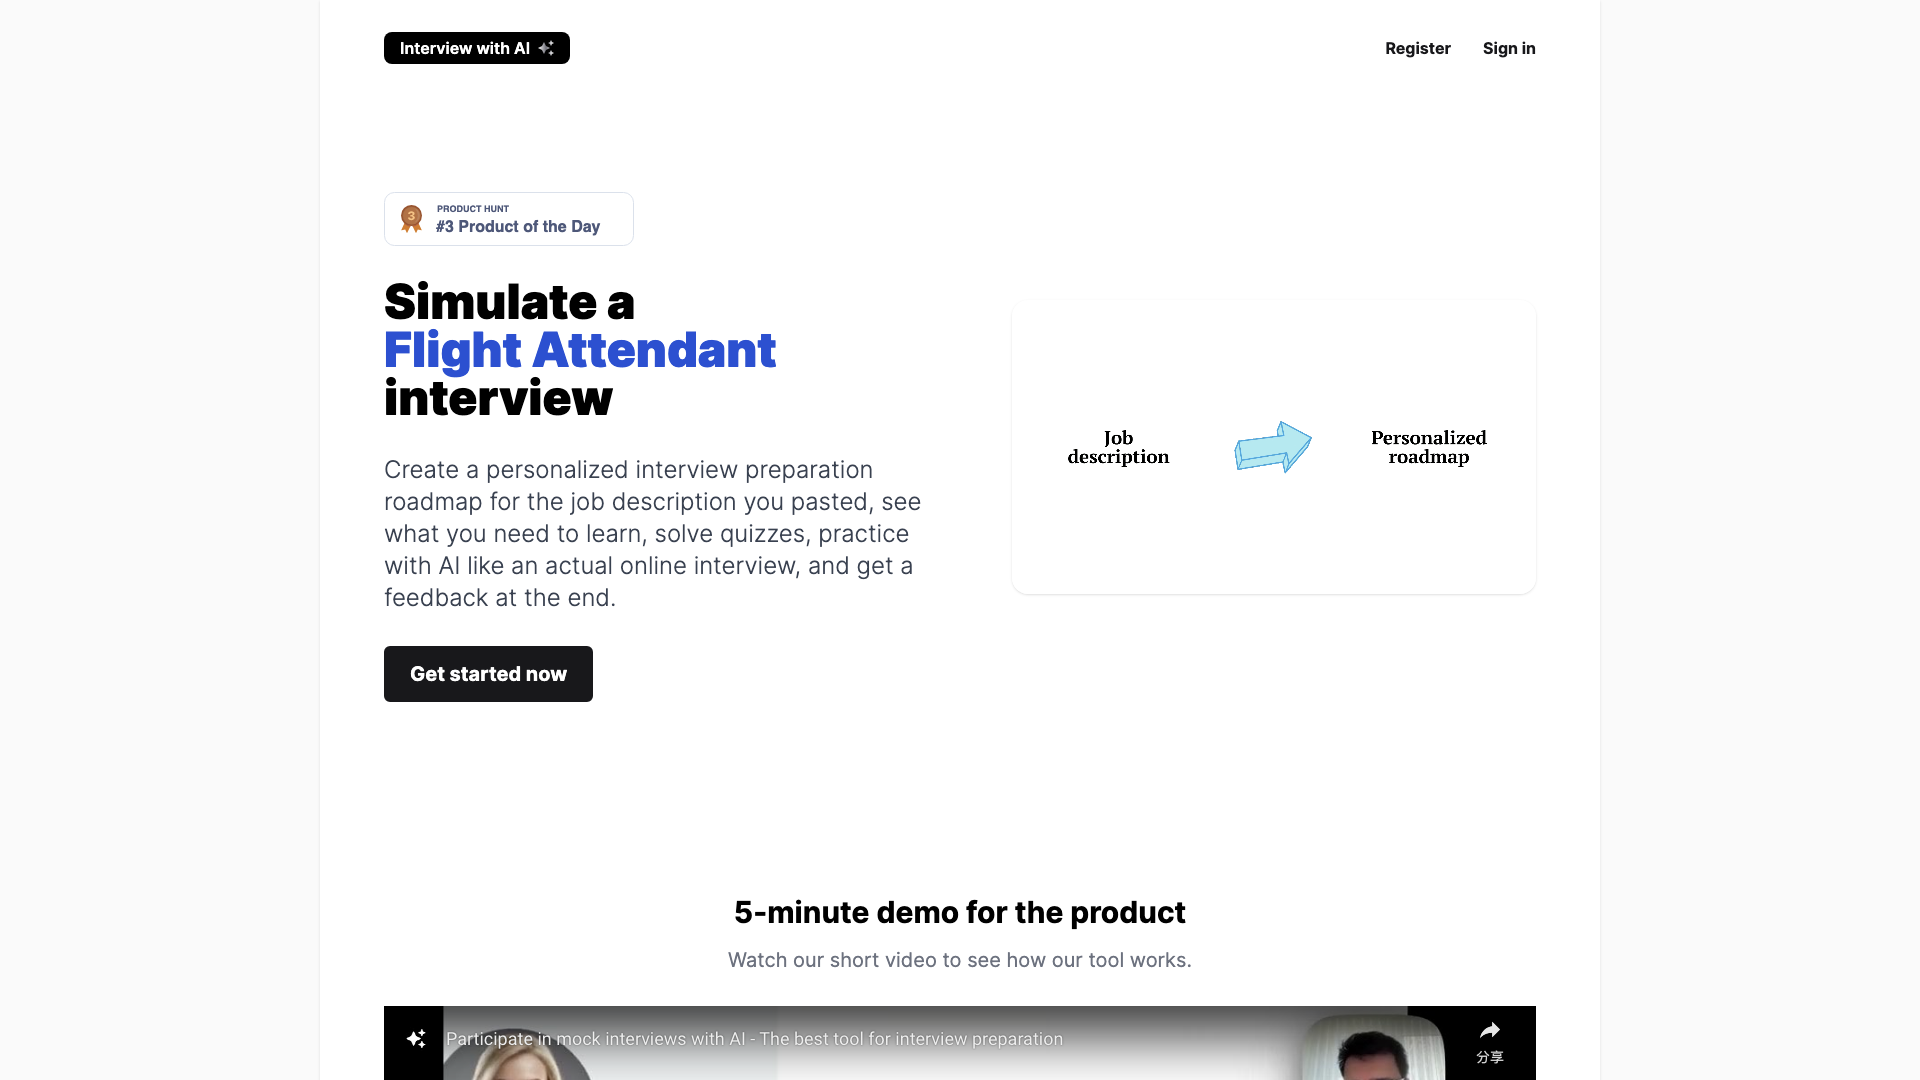 Interview with AI
Register
Sign in
3
PRODUCT HUNT
#3 Product of the Day
Simulate a
Flight Attendant
interview
Create a personalized interview preparation
roadmap for the job description you pasted, see
what you need to learn, solve quizzes, practice
with AI like an actual online interview, and get a
feedback at the end.
Get started now
Job
description
Personalized
roadmap
5-minute demo for the product
Watch our short video to see how our tool works.
Participate in mock interviews with AI - The best tool for interview preparation
分享